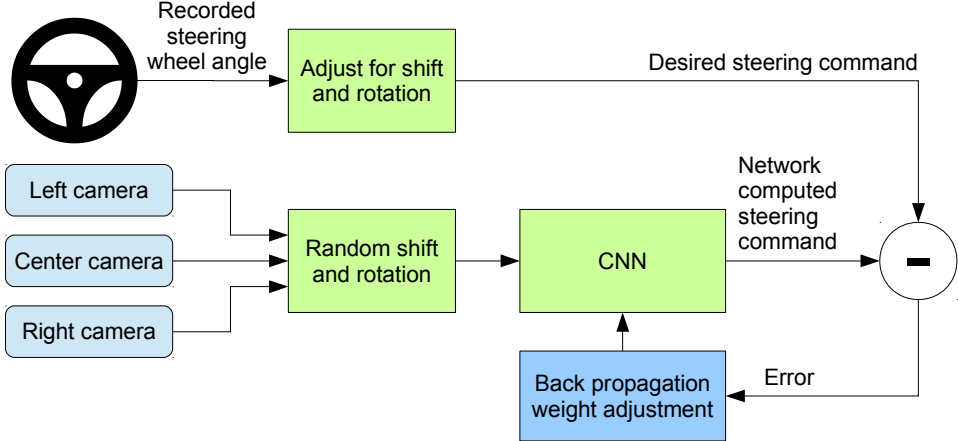 Recorded
steering
wheel angle
Adjust for shift
and rotation
Desired steering command
Left camera
Center camera
Right camera
Random shift
and rotation
CNN
Network
computed
steering
command
-
Back propagation
weight adjustment
Error